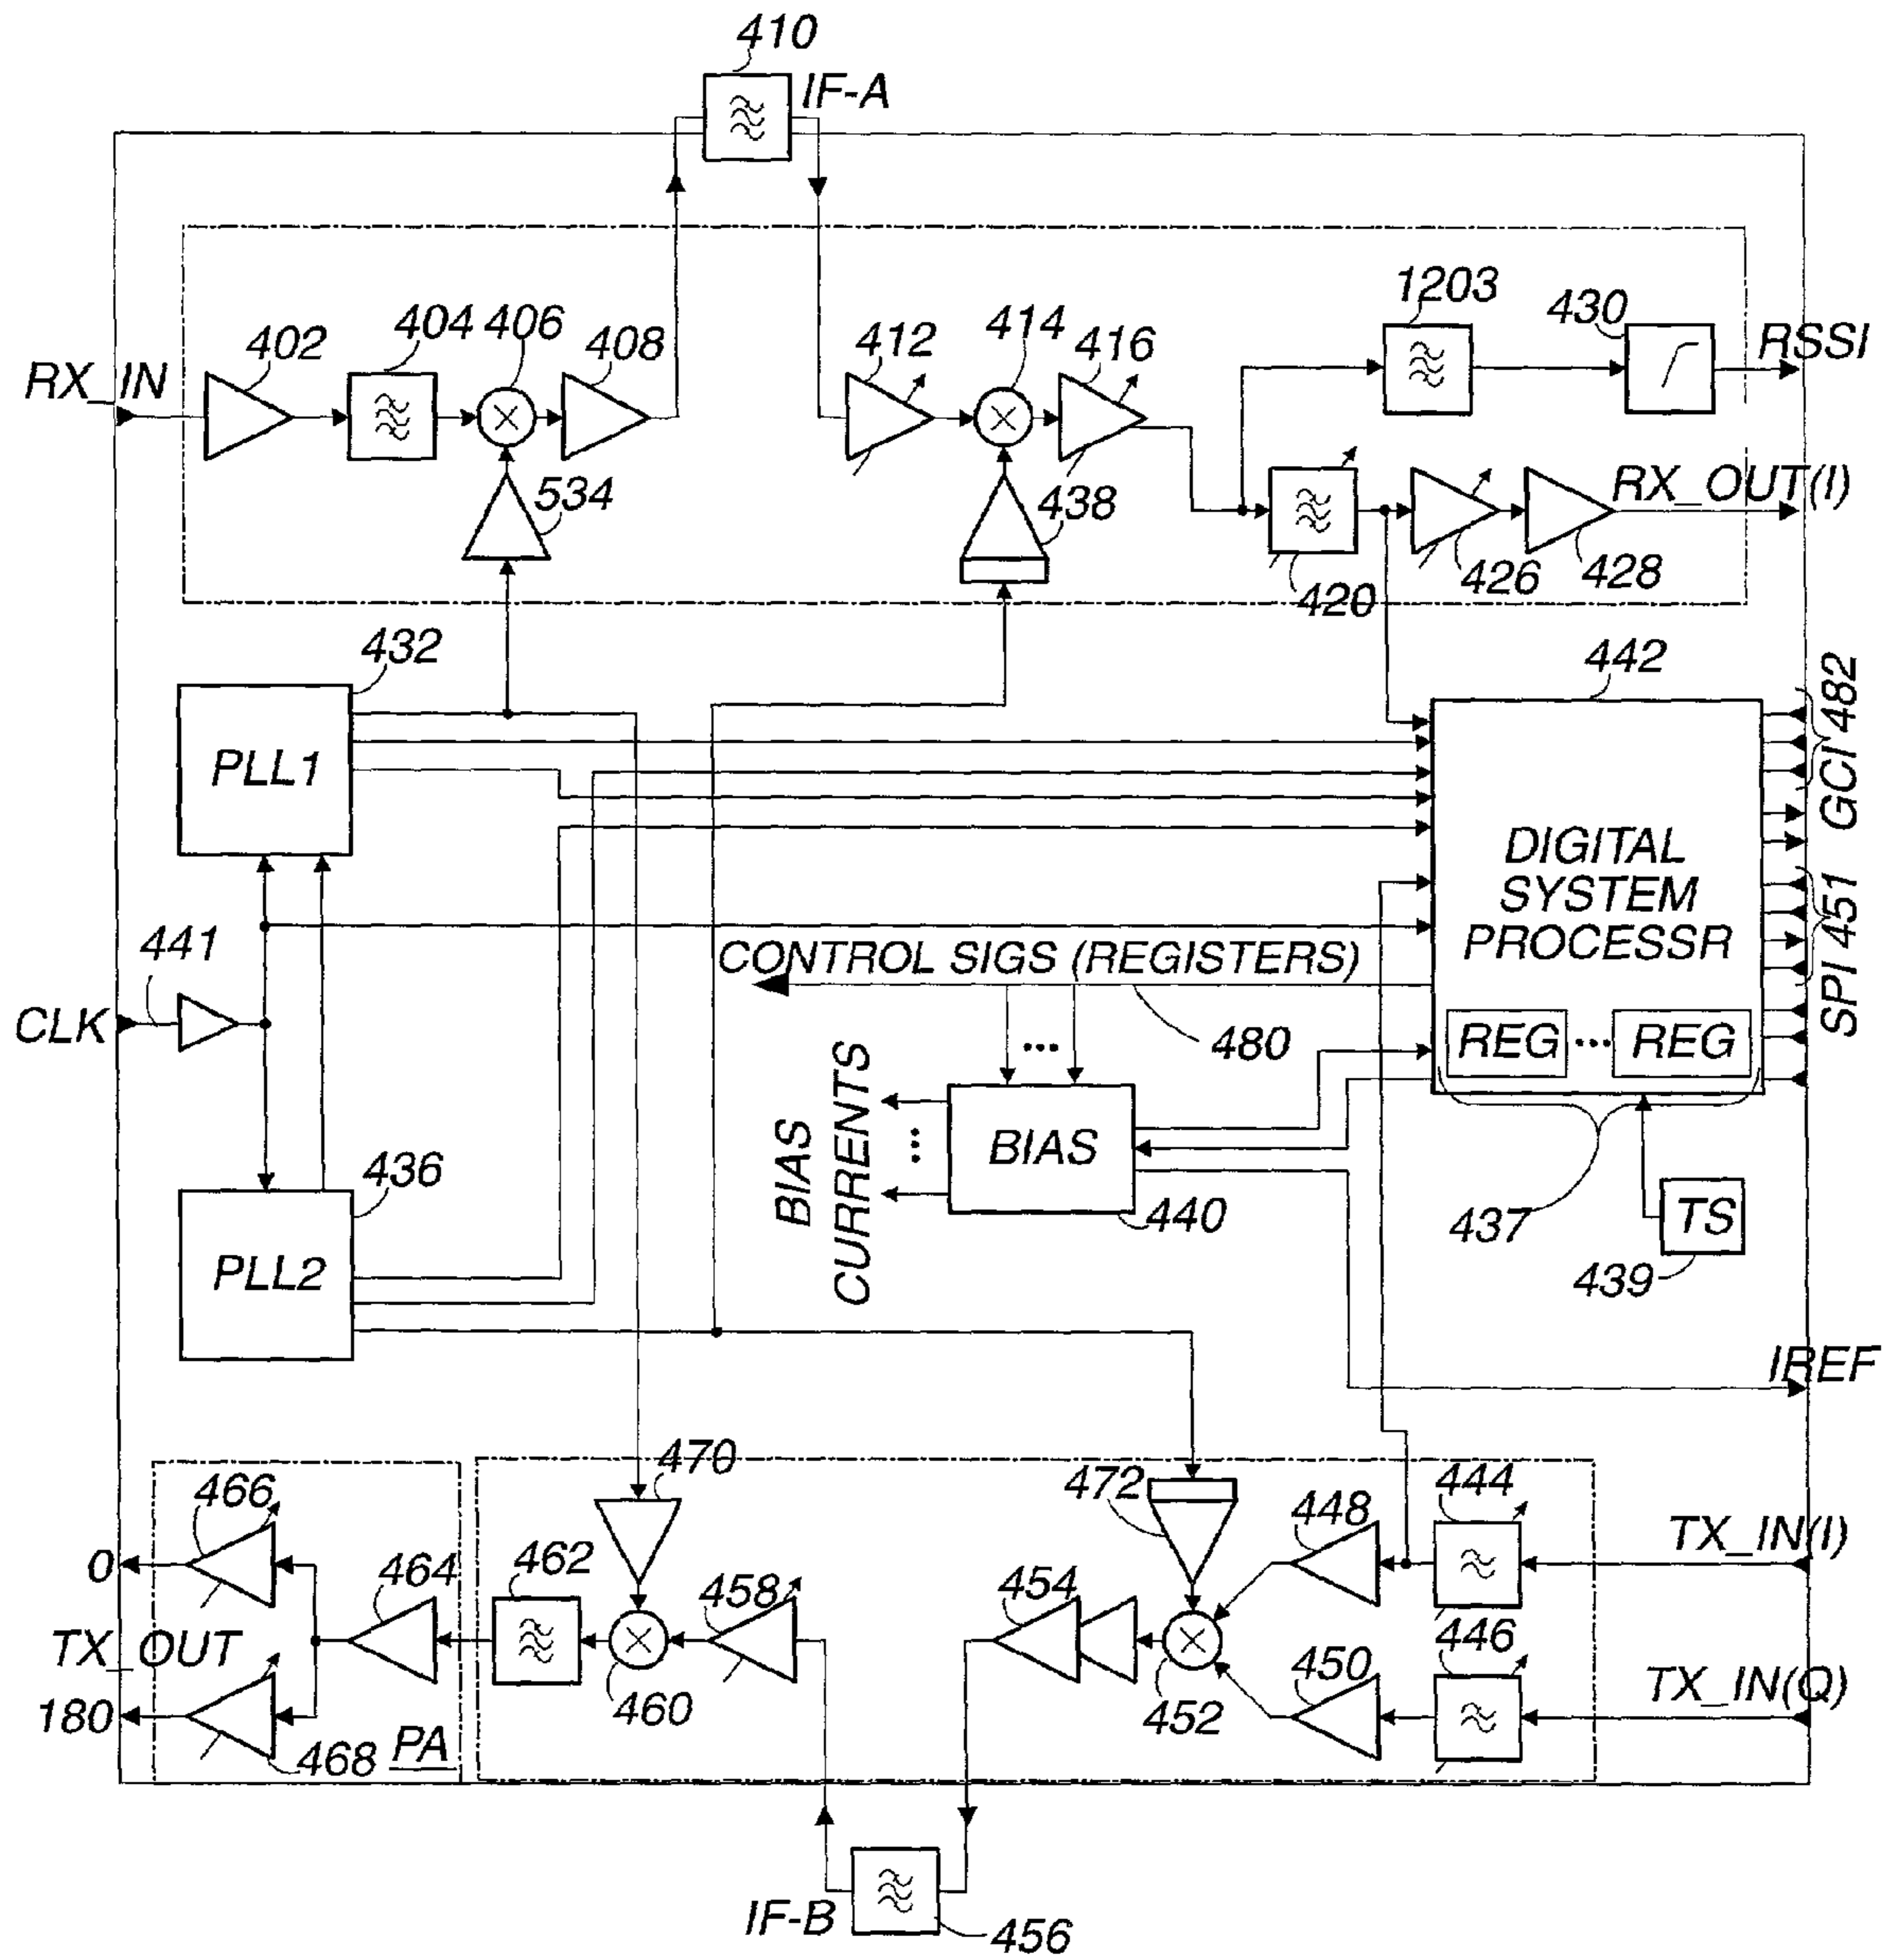 410
IF-A
402
404
406
408
412
414
416
1203
430
RSSI
RX_IN
534
438
420
426
428
RX_OUT(I)
432
PLL1
442
GCI 482
DIGITAL
SYSTEM
PROCESSR
SPI 451
441
CLK
CONTROL SIGS (REGISTERS)
480
REG ... REG
...
BIAS
CURRENTS
...
BIAS
440
437
TS
439
436
PLL2
IREF
466
0
464
TX_OUT
180
468
PA
470
462
460
458
454
472
452
448
450
444
446
TX_IN(I)
TX_IN(Q)
IF-B
456